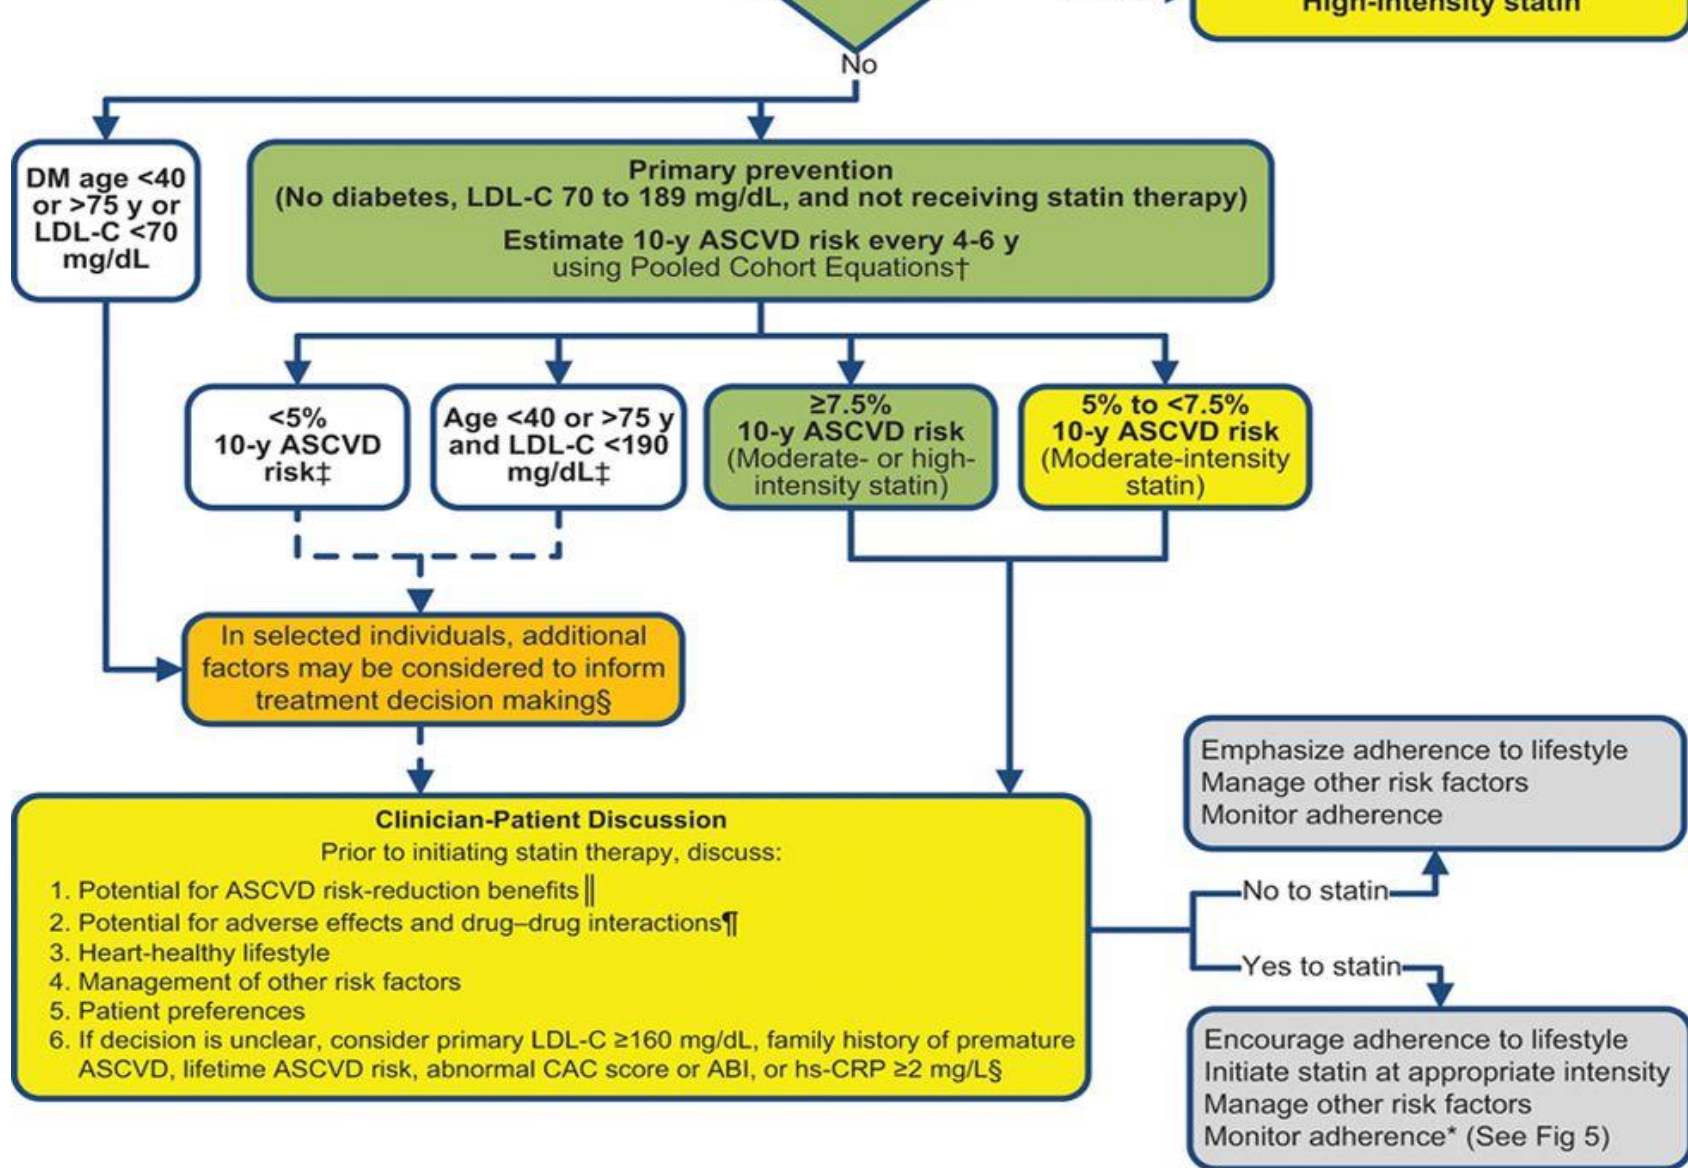 High-intensity statin
No
DM age <40
or >75 y or
LDL-C <70
mg/dL
Primary prevention
(No diabetes, LDL-C 70 to 189 mg/dL, and not receiving statin therapy)
Estimate 10-y ASCVD risk every 4-6 y
using Pooled Cohort Equations†
<5%
10-y ASCVD
risk‡
Age <40 or >75 y
and LDL-C <190
mg/dL‡
≥7.5%
10-y ASCVD risk
(Moderate- or high-
intensity statin)
5% to <7.5%
10-y ASCVD risk
(Moderate-intensity
statin)
In selected individuals, additional
factors may be considered to inform
treatment decision making§
Clinician-Patient Discussion
Prior to initiating statin therapy, discuss:
1. Potential for ASCVD risk-reduction benefits‖
2. Potential for adverse effects and drug–drug interactions¶
3. Heart-healthy lifestyle
4. Management of other risk factors
5. Patient preferences
6. If decision is unclear, consider primary LDL-C ≥160 mg/dL, family history of premature
ASCVD, lifetime ASCVD risk, abnormal CAC score or ABI, or hs-CRP ≥2 mg/L§
Emphasize adherence to lifestyle
Manage other risk factors
Monitor adherence
No to statin
Yes to statin
Encourage adherence to lifestyle
Initiate statin at appropriate intensity
Manage other risk factors
Monitor adherence* (See Fig 5)